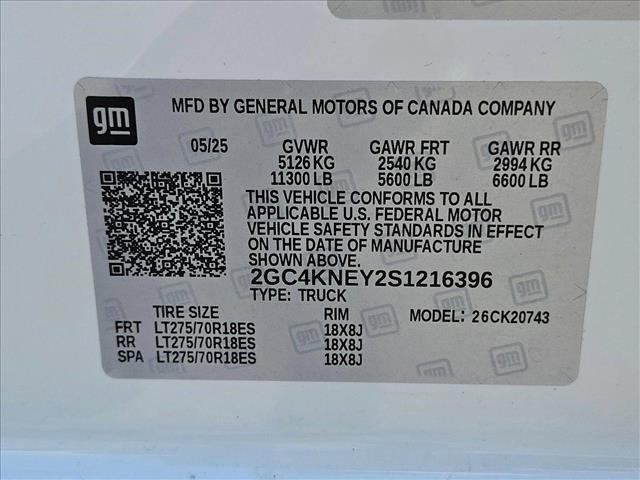 gm
MFD BY GENERAL MOTORS OF CANADA COMPANY
05/25 GVWR GAWR FRT GAWR RR
5126 KG 2540 KG 2994 KG
11300 LB 5600 LB 6600 LB
THIS VEHICLE CONFORMS TO ALL
APPLICABLE U.S. FEDERAL MOTOR
VEHICLE SAFETY STANDARDS IN EFFECT
ON THE DATE OF MANUFACTURE
SHOWN ABOVE.
2GC4KNEY2S1216396
TYPE: TRUCK
TIRE SIZE RIM MODEL: 26CK20743
FRT LT275/70R18ES 18X8J
RR LT275/70R18ES 18X8J
SPA LT275/70R18ES 18X8J